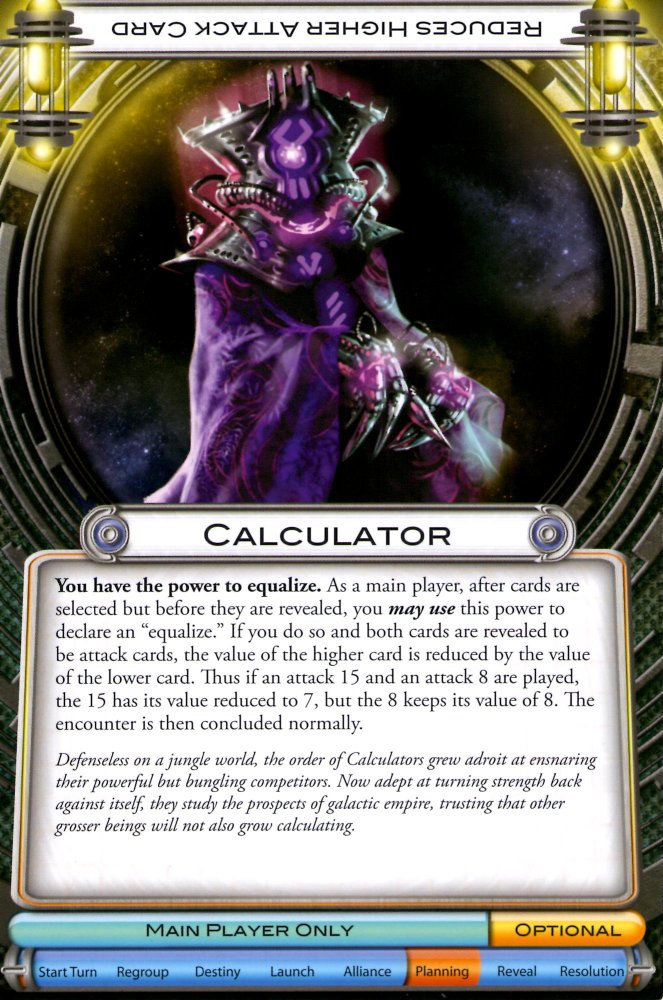 Reduces Higher Attack Card
Calculator
You have the power to equalize. As a main player, after cards are
selected but before they are revealed, you may use this power to
declare an “equalize.” If you do so and both cards are revealed to
be attack cards, the value of the higher card is reduced by the value
of the lower card. Thus if an attack 15 and an attack 8 are played,
the 15 has its value reduced to 7, but the 8 keeps its value of 8. The
encounter is then concluded normally.
Defenseless on a jungle world, the order of Calculators grew adroit at ensnaring
their powerful but bungling competitors. Now adept at turning strength back
against itself, they study the prospects of galactic empire, trusting that other
grosser beings will not also grow calculating.
Main Player Only Optional
Start Turn Regroup Destiny Launch Alliance Planning Reveal Resolution